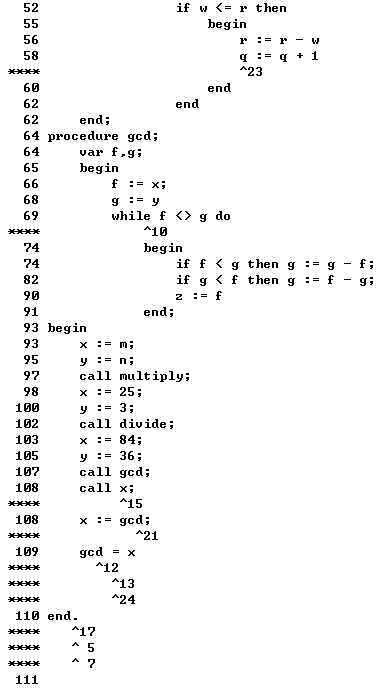 52                 if w <= r then
55                     begin
56                         r := r - w
58                         q := q + 1
****                         ^23
60                     end
62                 end
62     end;
64 procedure gcd;
64     var f,g;
65     begin
66         f := x;
68         g := y
69         while f <> g do
****             ^10
74             begin
74                 if f < g then g := g - f;
82                 if g < f then g := f - g;
90                 z := f
91             end;
93 begin
93     x := m;
95     y := n;
97     call multiply;
98     x := 25;
100     y := 3;
102     call divide;
103     x := 84;
105     y := 36;
107     call gcd;
108     call x;
****          ^15
108     x := gcd;
****            ^21
109     gcd = x
****       ^12
****         ^13
****         ^24
110 end.
****    ^17
****    ^ 5
****    ^ 7
111